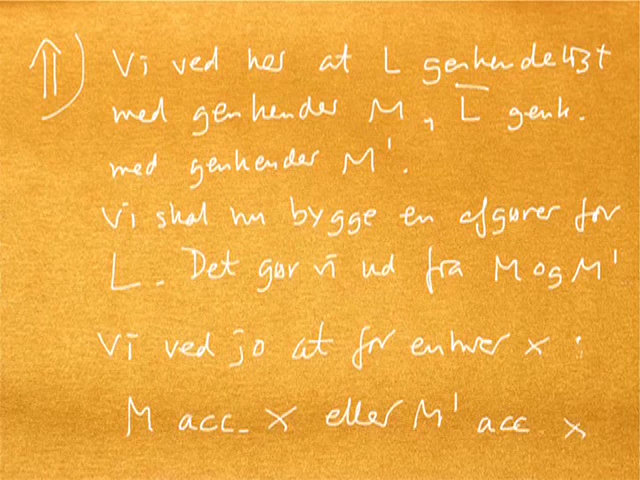 ⇑) Vi ved her at L genkendeligt
med genkender M, L̅ genk.
med genkender M'.
Vi skal nu bygge en afgører for
L. Det gør vi ud fra M og M'
Vi ved jo at for enhver x :
M acc. x eller M' acc. x